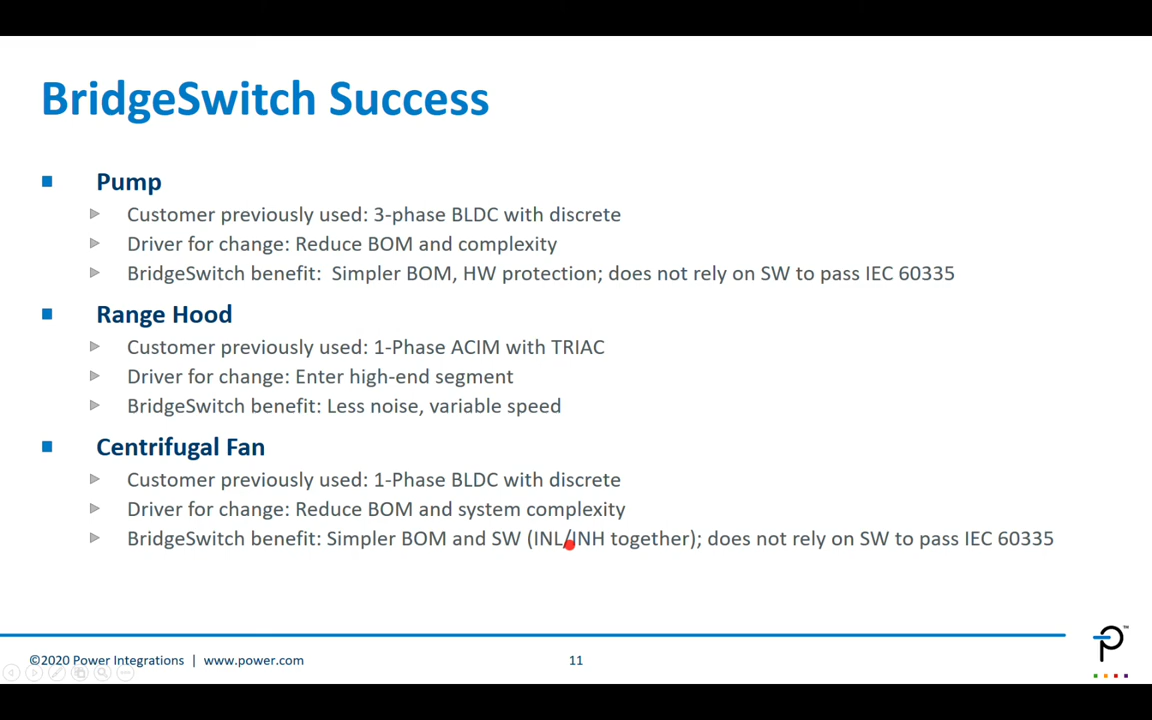 BridgeSwitch Success
Pump
Customer previously used: 3-phase BLDC with discrete
Driver for change: Reduce BOM and complexity
BridgeSwitch benefit: Simpler BOM, HW protection; does not rely on SW to pass IEC 60335
Range Hood
Customer previously used: 1-Phase ACIM with TRIAC
Driver for change: Enter high-end segment
BridgeSwitch benefit: Less noise, variable speed
Centrifugal Fan
Customer previously used: 1-Phase BLDC with discrete
Driver for change: Reduce BOM and system complexity
BridgeSwitch benefit: Simpler BOM and SW (INL/INH together); does not rely on SW to pass IEC 60335
©2020 Power Integrations | www.power.com
11
TM